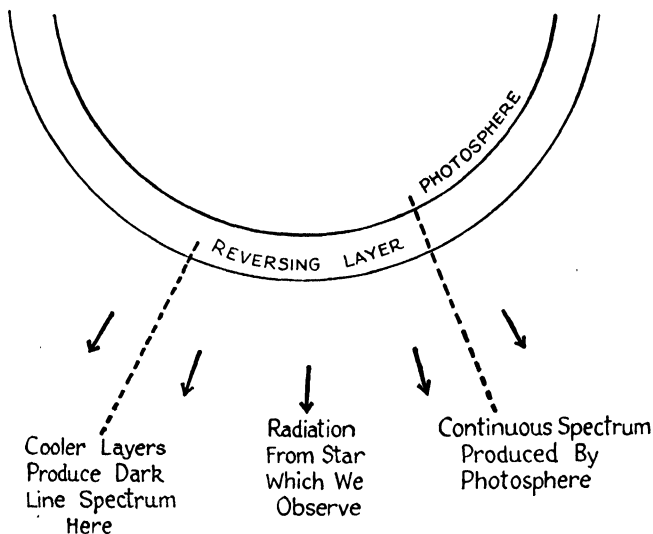 PHOTOSPHERE
REVERSING LAYER
Cooler Layers
Produce Dark
Line Spectrum
Here
Radiation
From Star
Which We
Observe
Continuous Spectrum
Produced By
Photosphere